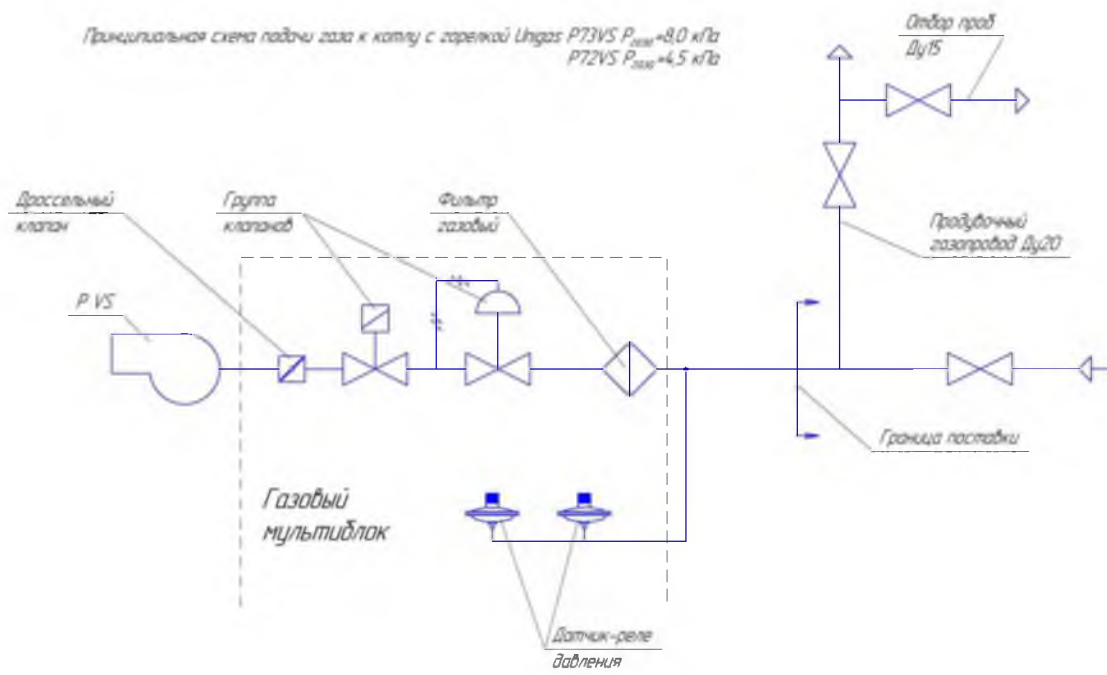 Принципиальная схема подачи газа к котлу с горелкой Unigas P73VS Pгаза=8,0 кПа
P72VS Pгаза=4,5 кПа
Отбор проб
Ду15
Дроссельный
клапан
Группа
клапанов
Фильтр
газовый
Продувочный
газопровод Ду20
P VS
Граница поставки
Газовый
мультиблок
Датчик-реле
давления